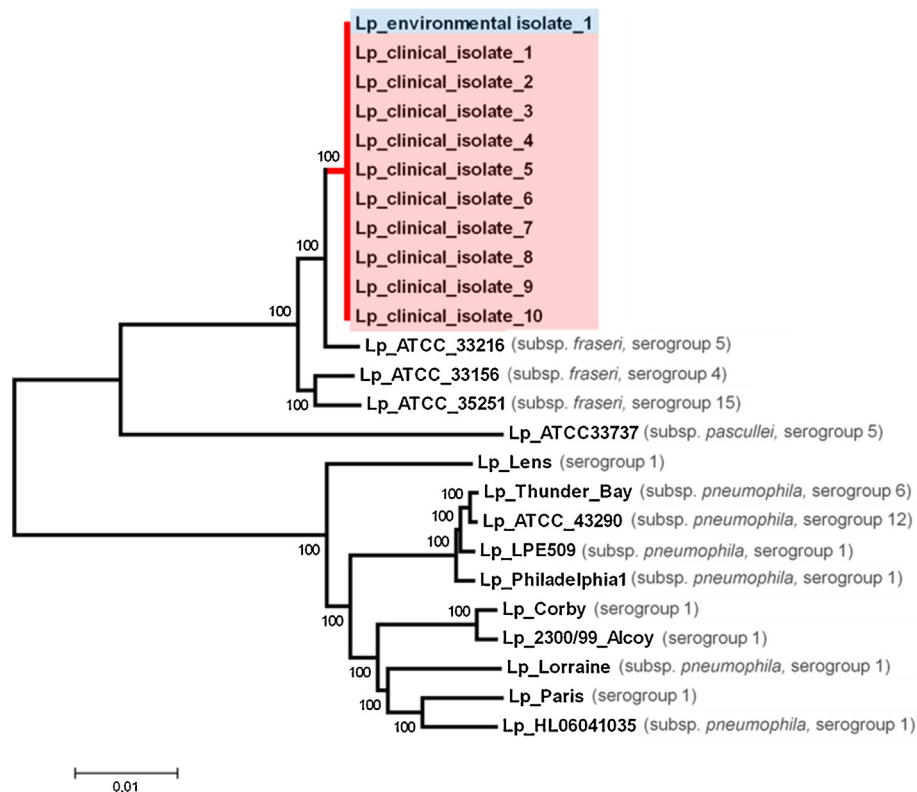 Lp_environmental isolate_1
Lp_clinical_isolate_1
Lp_clinical_isolate_2
Lp_clinical_isolate_3
Lp_clinical_isolate_4
100
Lp_clinical_isolate_5
Lp_clinical_isolate_6
Lp_clinical_isolate_7
100
Lp_clinical_isolate_8
Lp_clinical_isolate_9
100
Lp_clinical_isolate_10
Lp_ATCC_33216 (subsp. fraseri, serogroup 5)
Lp_ATCC_33156 (subsp. fraseri, serogroup 4)
100
Lp_ATCC_35251 (subsp. fraseri, serogroup 15)
Lp_ATCC33737 (subsp. pascullei, serogroup 5)
Lp_Lens (serogroup 1)
100
Lp_Thunder_Bay (subsp. pneumophila, serogroup 6)
100
Lp_ATCC_43290 (subsp. pneumophila, serogroup 12)
100
Lp_LPE509 (subsp. pneumophila, serogroup 1)
100
Lp_Philadelphia1 (subsp. pneumophila, serogroup 1)
100
Lp_Corby (serogroup 1)
100
Lp_2300/99_Alcoy (serogroup 1)
100
Lp_Lorraine (subsp. pneumophila, serogroup 1)
100
Lp_Paris (serogroup 1)
100
Lp_HL06041035 (subsp. pneumophila, serogroup 1)
0.01